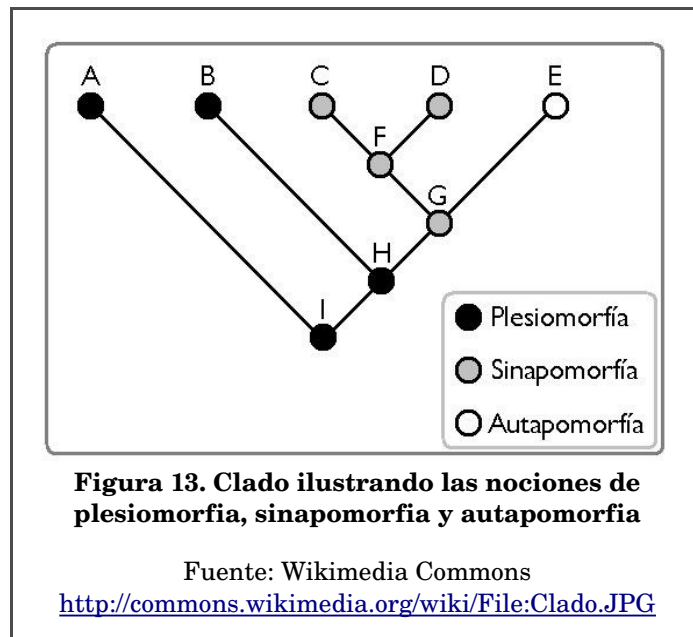 A B C D E
F
G
H
I
Plesiomorfía
Sinapomorfía
Autapomorfía
Figura 13. Clado ilustrando las nociones de
plesiomorfia, sinapomorfia y autapomorfia
Fuente: Wikimedia Commons
http://commons.wikimedia.org/wiki/File:Clado.JPG